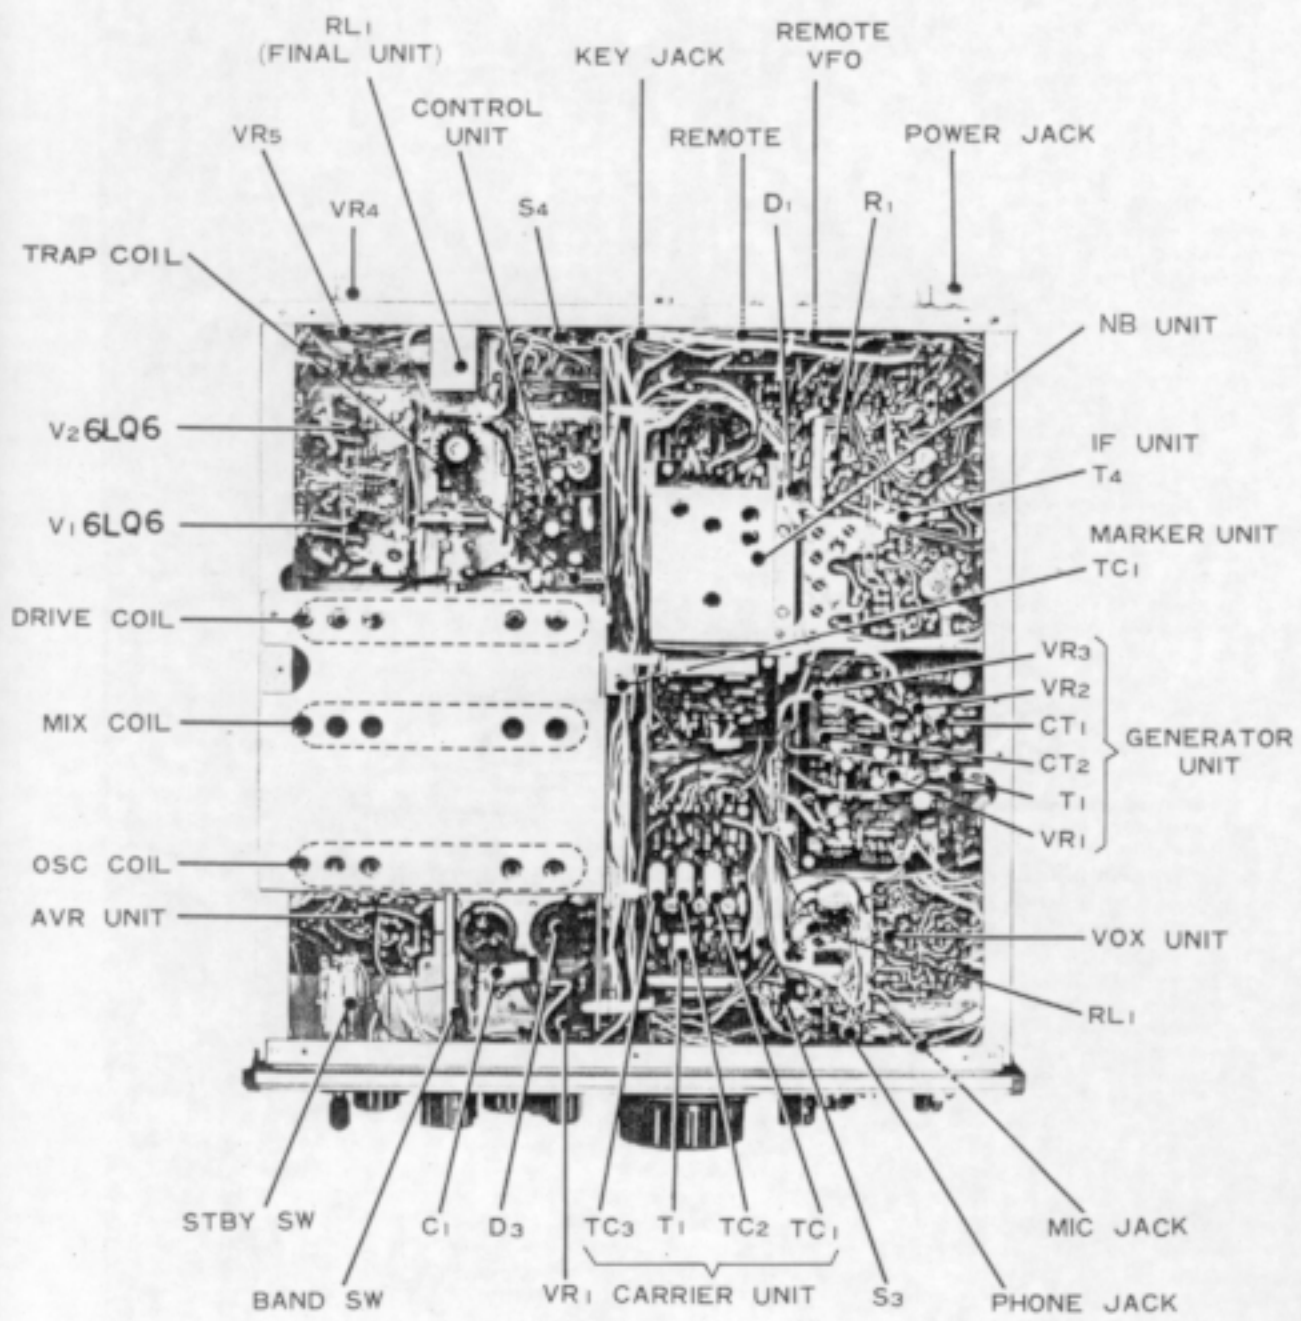 RL1
(FINAL UNIT)
KEY JACK
REMOTE
VFO
CONTROL
UNIT
VR5
REMOTE
POWER JACK
VR4
S4
D1
R1
TRAP COIL
NB UNIT
V2 6LQ6
IF UNIT
T4
V1 6LQ6
MARKER UNIT
TC1
DRIVE COIL
VR3
VR2
MIX COIL
CT1
GENERATOR
UNIT
CT2
T1
VR1
OSC COIL
AVR UNIT
VOX UNIT
RL1
STBY SW
C1
D3
TC3
T1
TC2
TC1
MIC JACK
BAND SW
VR1
CARRIER UNIT
S3
PHONE JACK